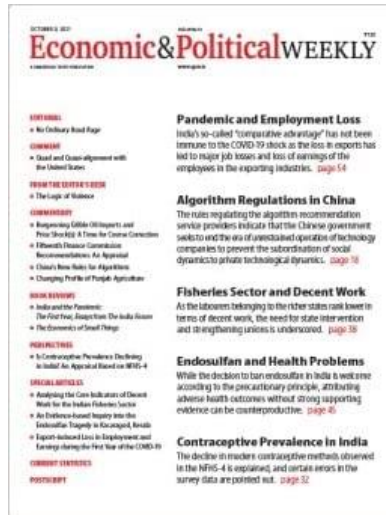 OCTOBER 2, 2021
Economic&PoliticalWEEKLY
EDITORIAL
No Ordinary Road Page
COMMENT
Quad and Quasi-alignment with
the United States
FROM THE EDITOR'S DESK
The Logic of Violence
COMMENTARY
Burgeoning Edible Oil Imports and
Price Shock(s): A Time for Course Correction
Fifteenth Finance Commission
Recommendations: An Appraisal
China's New Rules for Algorithms
Changing Profile of Punjab Agriculture
BOOK REVIEWS
India and the Pandemic:
The First Year, Essays from The India Forum
The Economics of Small Things
PERSPECTIVES
Is Contraceptive Prevalence Declining
in India? An Appraisal Based on NFHS-4
SPECIAL ARTICLES
Analysing the Core Indicators of Decent
Work for the Indian Fisheries Sector
An Evidence-based Inquiry into the
Endosulfan Tragedy in Kasaragod, Kerala
Export-induced Loss in Employment and
Earnings during the First Year of the COVID-19
CURRENT STATISTICS
POSTSCRIPT
Pandemic and Employment Loss
India's so-called "comparative advantage" has not been
immune to the COVID-19 shock as the loss in exports has
led to major job losses and loss of earnings of the
employees in the exporting industries. page 54
Algorithm Regulations in China
The rules regulating the algorithm recommendation
service providers indicate that the Chinese government
seeks to end the era of unrestrained operation of technology
companies to prevent the subordination of social
dynamics to private technological dynamics. page 18
Fisheries Sector and Decent Work
As the labourers belonging to the richer states rank lower in
terms of decent work, the need for state intervention
and strengthening unions is underscored. page 38
Endosulfan and Health Problems
While the decision to ban endosulfan in India is welcome
according to the precautionary principle, attributing
adverse health outcomes without strong supporting
evidence can be counterproductive. page 45
Contraceptive Prevalence in India
The decline in modern contraceptive methods observed
in the NFHS-4 is explained, and certain errors in the
survey data are pointed out. page 32